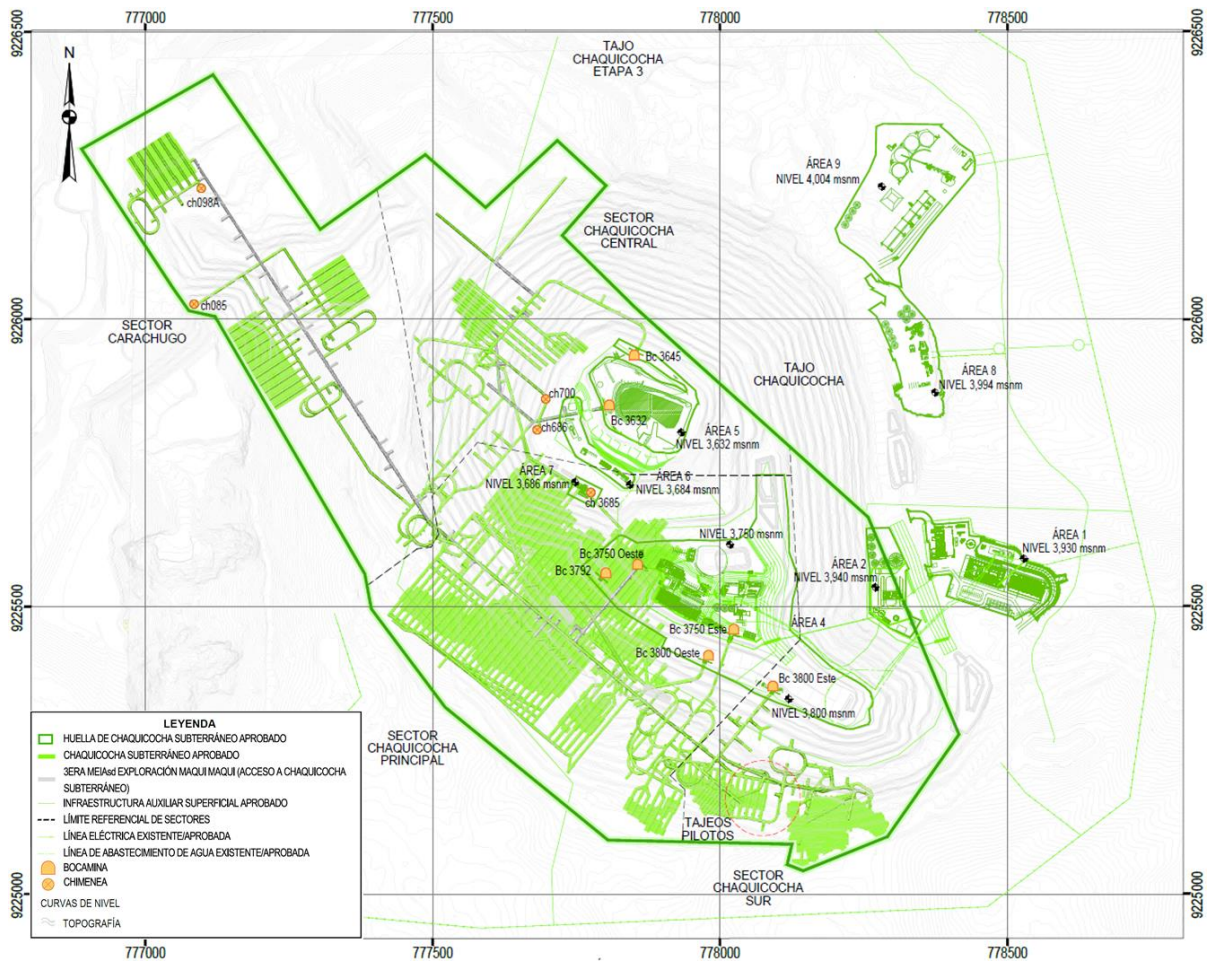 777000
777500
778000
778500
9226500
9226500
N
TAJO
CHAQUICOCHA
ETAPA 3
ÁREA 9
NIVEL 4,004 msnm
ch098A
SECTOR
CHAQUICOCHA
CENTRAL
ch085
SECTOR
CARACHUGO
9226000
9226000
Bc 3645
TAJO
CHAQUICOCHA
ÁREA 8
NIVEL 3,994 msnm
ch700
Bc 3632
ch686
ÁREA 5
NIVEL 3,632 msnm
ÁREA 7
NIVEL 3,686 msnm
ÁREA 6
NIVEL 3,684 msnm
ch 3685
NIVEL 3,750 msnm
ÁREA 1
NIVEL 3,930 msnm
Bc 3750 Oeste
Bc 3792
ÁREA 2
NIVEL 3,940 msnm
9225500
9225500
Bc 3750 Este
ÁREA 4
Bc 3800 Oeste
Bc 3800 Este
NIVEL 3,800 msnm
SECTOR
CHAQUICOCHA
PRINCIPAL
TAJEOS
PILOTOS
SECTOR
CHAQUICOCHA
SUR
9225000
9225000
LEYENDA
HUELLA DE CHAQUICOCHA SUBTERRÁNEO APROBADO
CHAQUICOCHA SUBTERRÁNEO APROBADO
3ERA MEIAsd EXPLORACIÓN MAQUI MAQUI (ACCESO A CHAQUICOCHA
SUBTERRÁNEO)
INFRAESTRUCTURA AUXILIAR SUPERFICIAL APROBADO
LÍMITE REFERENCIAL DE SECTORES
LÍNEA ELÉCTRICA EXISTENTE/APROBADA
LÍNEA DE ABASTECIMIENTO DE AGUA EXISTENTE/APROBADA
BOCAMINA
CHIMENEA
CURVAS DE NIVEL
TOPOGRAFÍA
777000
777500
778000
778500